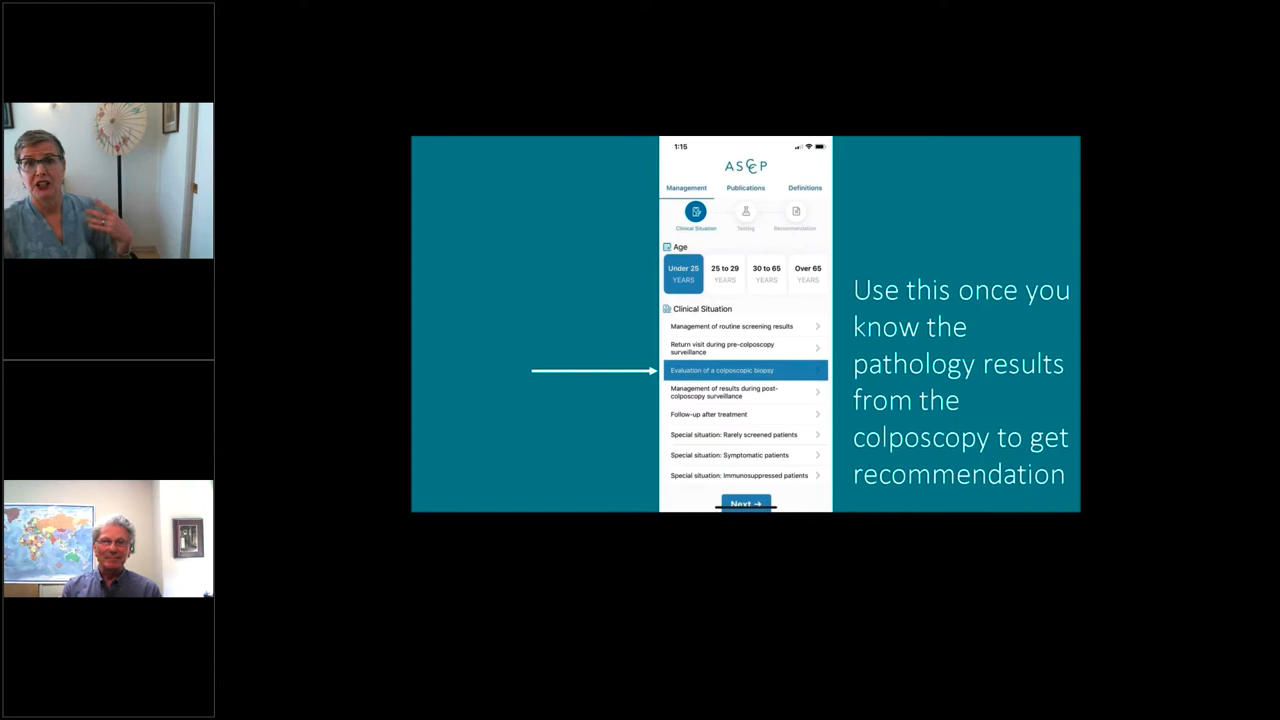 1:15
ASCCP
Management Publications Definitions
Clinical Situation Testing Recommendation
Age
Under 25 25 to 29 30 to 65 Over 65
YEARS YEARS YEARS YEARS
Clinical Situation
Management of routine screening results
Return visit during pre-colposcopy
surveillance
Evaluation of a colposcopic biopsy
Management of results during post-
colposcopy surveillance
Follow-up after treatment
Special situation: Rarely screened patients
Special situation: Symptomatic patients
Special situation: Immunosuppressed patients
Next →
Use this once you
know the
pathology results
from the
colposcopy to get
recommendation